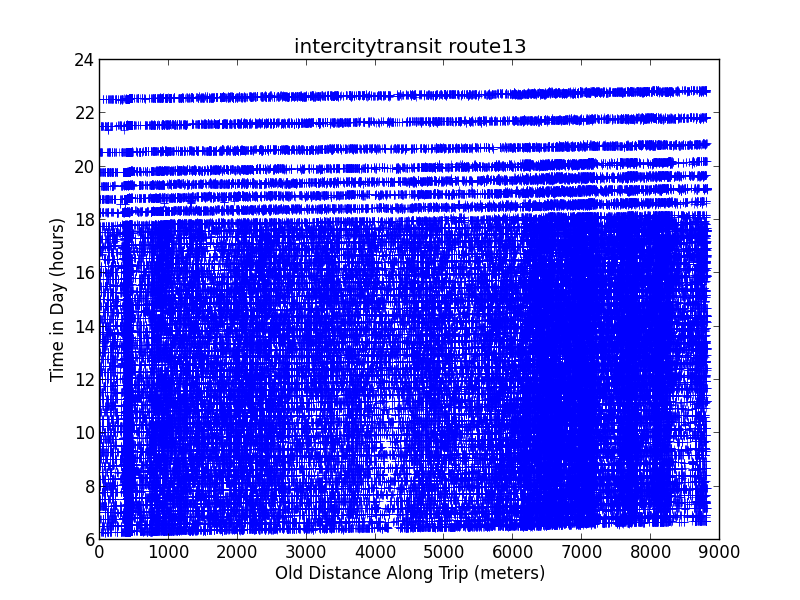 intercitytransit route13
24
22
20
18
16
14
12
10
8
6
Time in Day (hours)
0 1000 2000 3000 4000 5000 6000 7000 8000 9000
Old Distance Along Trip (meters)